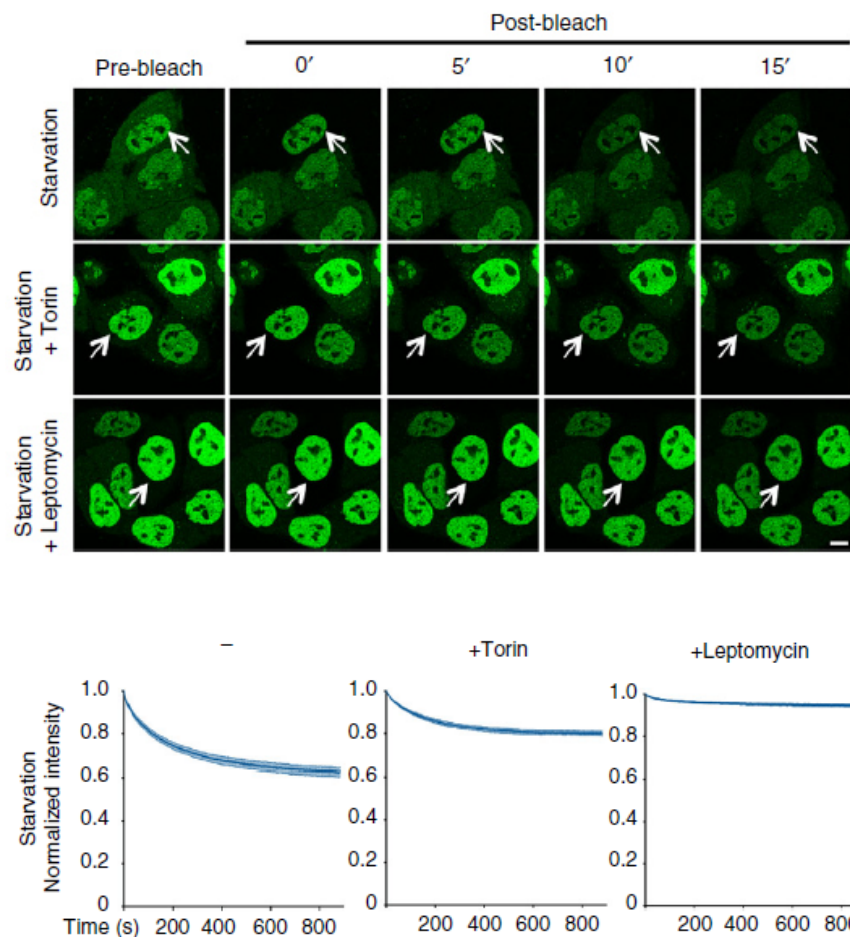 Post-bleach
Pre-bleach 0′ 5′ 10′ 15′
Starvation
Starvation
+ Torin
Starvation
+ Leptomycin
– +Torin +Leptomycin
Starvation
Normalized intensity
1.0 1.0 1.0
0.8 0.8 0.8
0.6 0.6 0.6
0.4 0.4 0.4
0.2 0.2 0.2
0 0 0
Time (s) 200 400 600 800 200 400 600 800 200 400 600 800